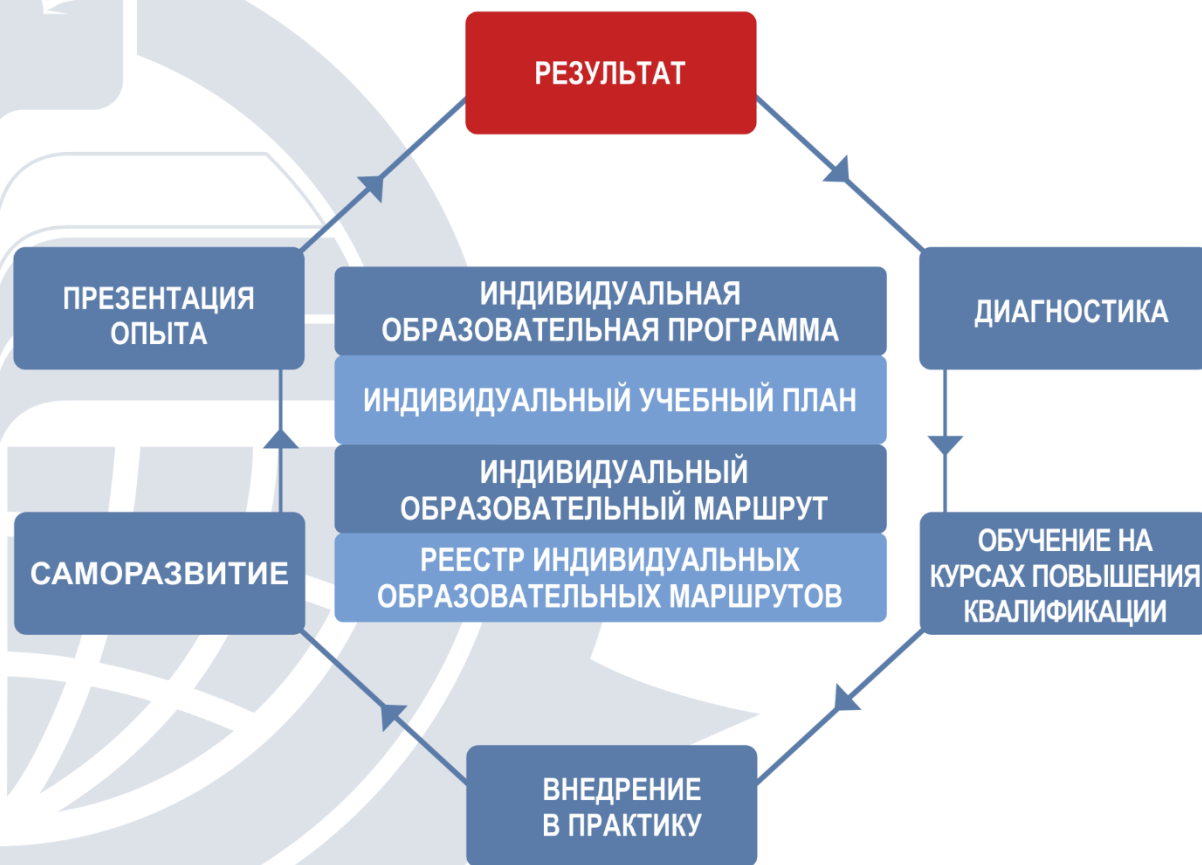 РЕЗУЛЬТАТ
ПРЕЗЕНТАЦИЯ
ОПЫТА
ИНДИВИДУАЛЬНАЯ
ОБРАЗОВАТЕЛЬНАЯ ПРОГРАММА
ДИАГНОСТИКА
ИНДИВИДУАЛЬНЫЙ УЧЕБНЫЙ ПЛАН
ИНДИВИДУАЛЬНЫЙ
ОБРАЗОВАТЕЛЬНЫЙ МАРШРУТ
САМОРАЗВИТИЕ
РЕЕСТР ИНДИВИДУАЛЬНЫХ
ОБРАЗОВАТЕЛЬНЫХ МАРШРУТОВ
ОБУЧЕНИЕ НА
КУРСАХ ПОВЫШЕНИЯ
КВАЛИФИКАЦИИ
ВНЕДРЕНИЕ
В ПРАКТИКУ